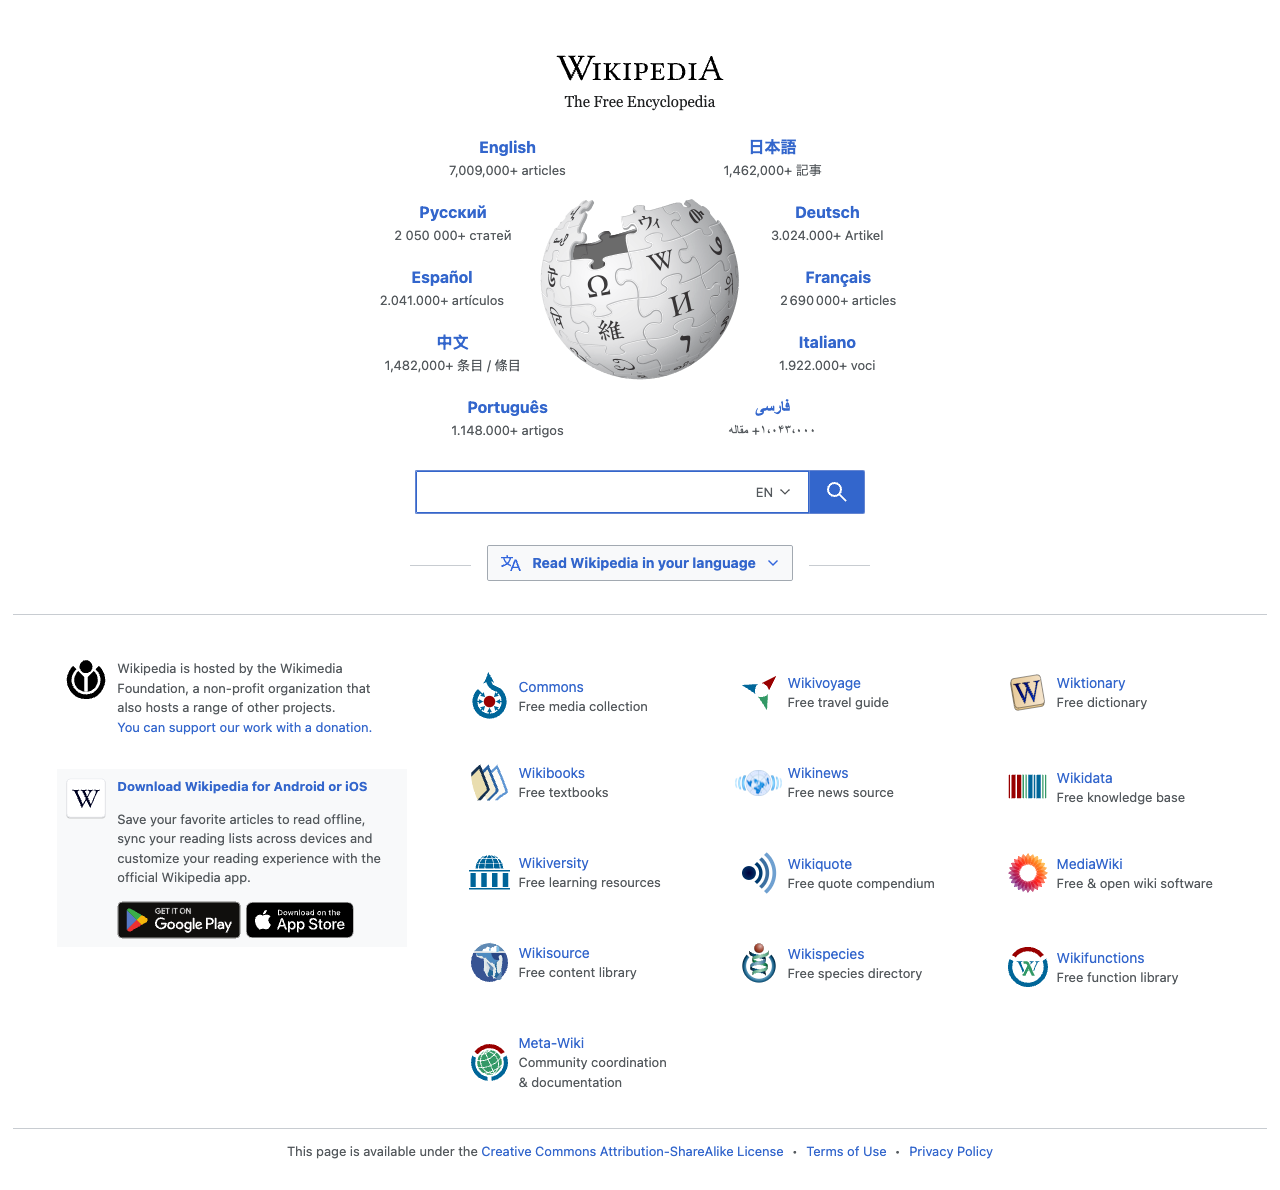 WIKIPEDIA
The Free Encyclopedia
English
7,009,000+ articles
日本語
1,462,000+ 記事
Русский
2 050 000+ статей
Deutsch
3.024.000+ Artikel
Español
2.041.000+ artículos
Français
2 690 000+ articles
中文
1,482,000+ 条目 / 條目
Italiano
1.922.000+ voci
Português
1.148.000+ artigos
فارسی
۱٬۰۴۳٬۰۰۰+ مقاله
Ω
W
И
維
ウィ
EN
Read Wikipedia in your language
Wikipedia is hosted by the Wikimedia
Foundation, a non-profit organization that
also hosts a range of other projects.
You can support our work with a donation.
W
Download Wikipedia for Android or iOS
Save your favorite articles to read offline,
sync your reading lists across devices and
customize your reading experience with the
official Wikipedia app.
GET IT ON
Google Play
Download on the
App Store
Commons
Free media collection
Wikivoyage
Free travel guide
W
Wiktionary
Free dictionary
Wikibooks
Free textbooks
Wikinews
Free news source
Wikidata
Free knowledge base
Wikiversity
Free learning resources
Wikiquote
Free quote compendium
MediaWiki
Free & open wiki software
Wikisource
Free content library
Wikispecies
Free species directory
Wikifunctions
Free function library
Meta-Wiki
Community coordination
& documentation
This page is available under the Creative Commons Attribution-ShareAlike License • Terms of Use • Privacy Policy